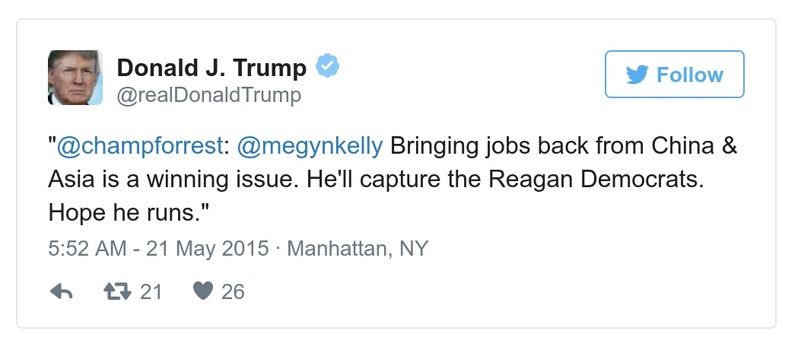 Donald J. Trump
@realDonaldTrump
Follow
"@champforrest: @megynkelly Bringing jobs back from China &
Asia is a winning issue. He'll capture the Reagan Democrats.
Hope he runs."
5:52 AM - 21 May 2015 · Manhattan, NY
21 26